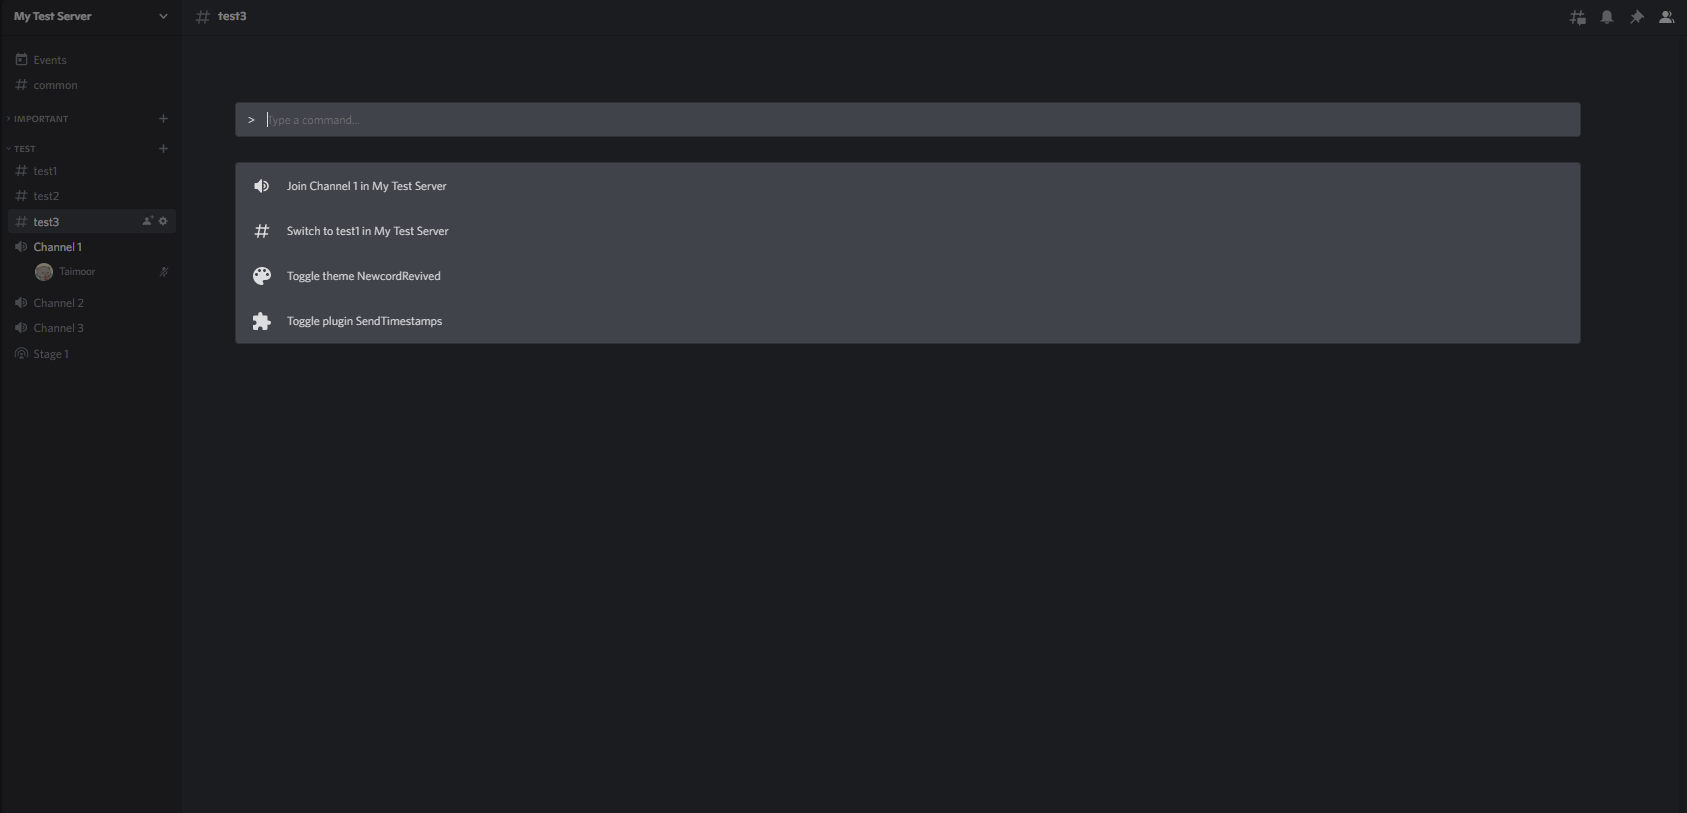 My Test Server
test3
Events
common
IMPORTANT
TEST
test1
test2
test3
Channel 1
Taimoor
Channel 2
Channel 3
Stage 1
> Type a command...
Join Channel 1 in My Test Server
Switch to test1 in My Test Server
Toggle theme NewcordRevived
Toggle plugin SendTimestamps